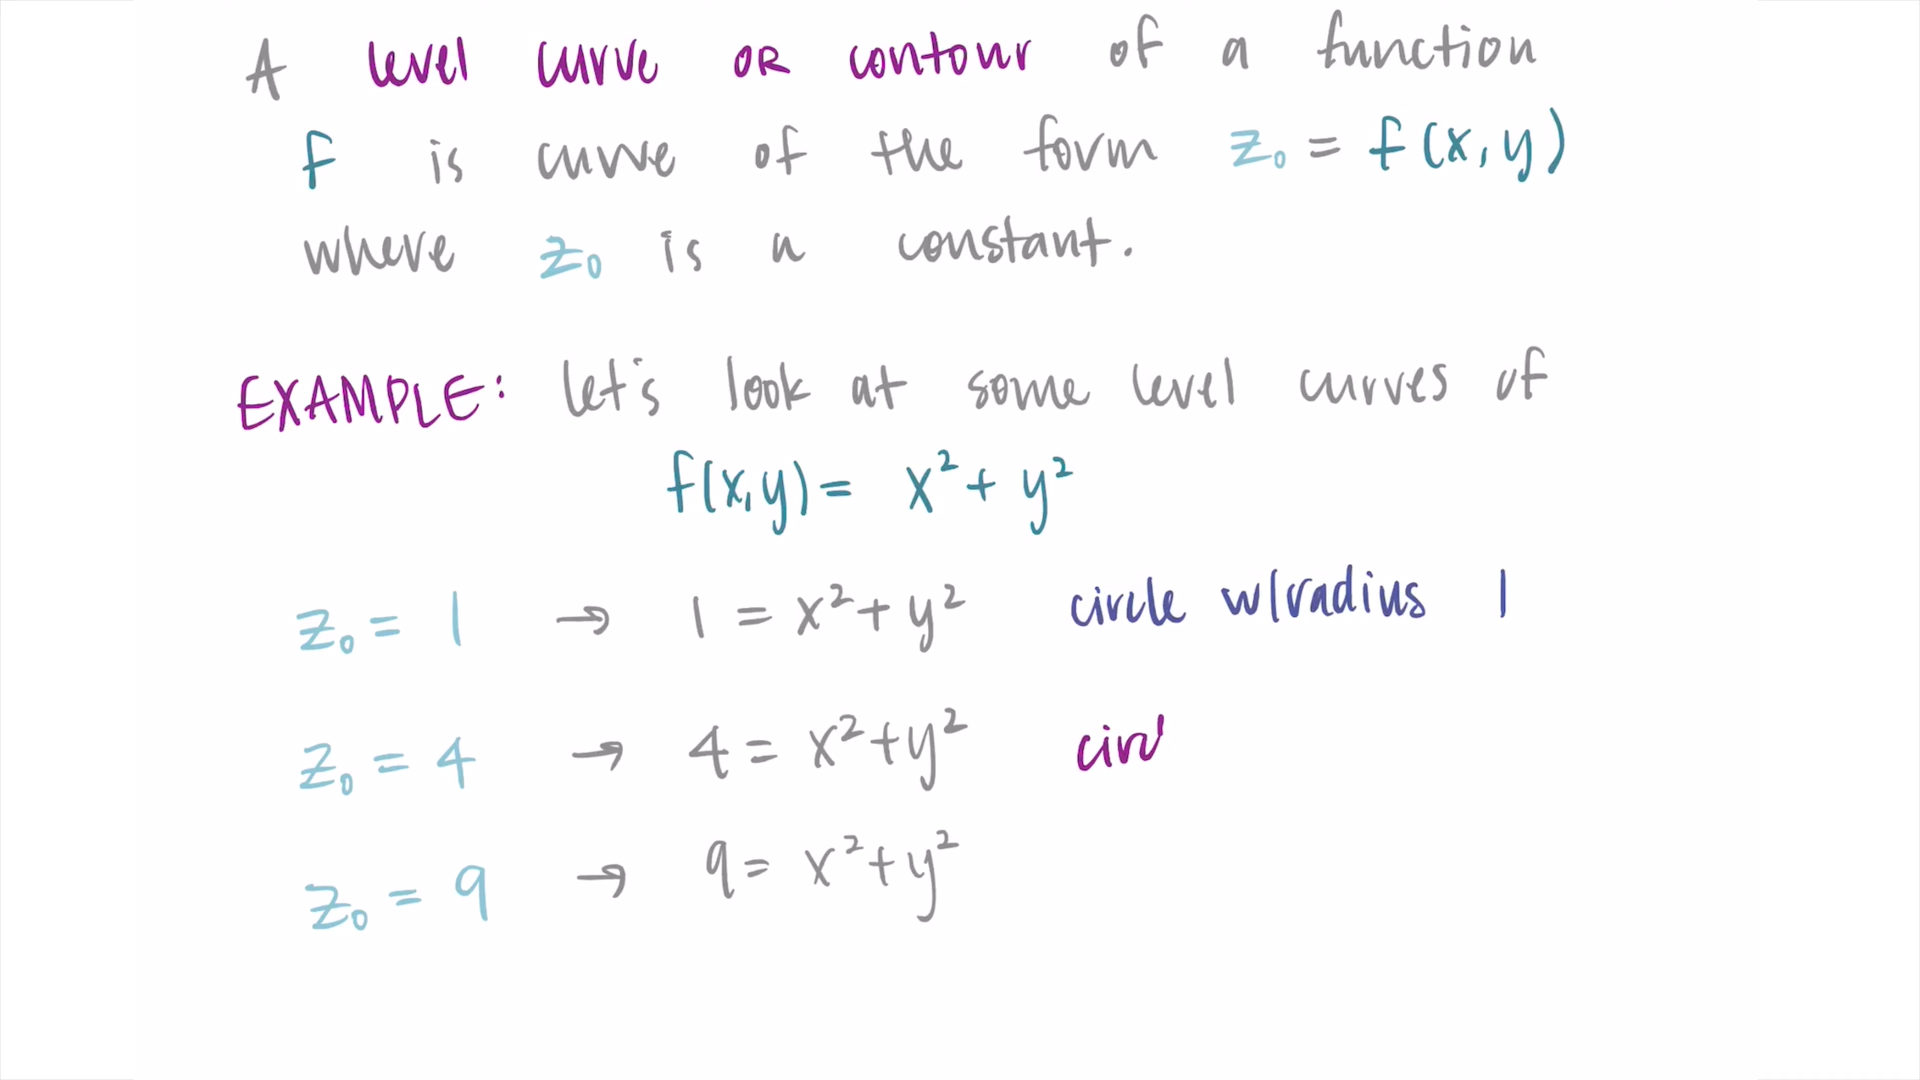 A level curve OR contour of a function
f is curve of the form z₀ = f(x,y)
where z₀ is a constant.
EXAMPLE: let's look at some level curves of
f(x,y) = x² + y²
z₀ = 1 → 1 = x² + y² circle w/radius 1
z₀ = 4 → 4 = x² + y² circl
z₀ = 9 → 9 = x² + y²